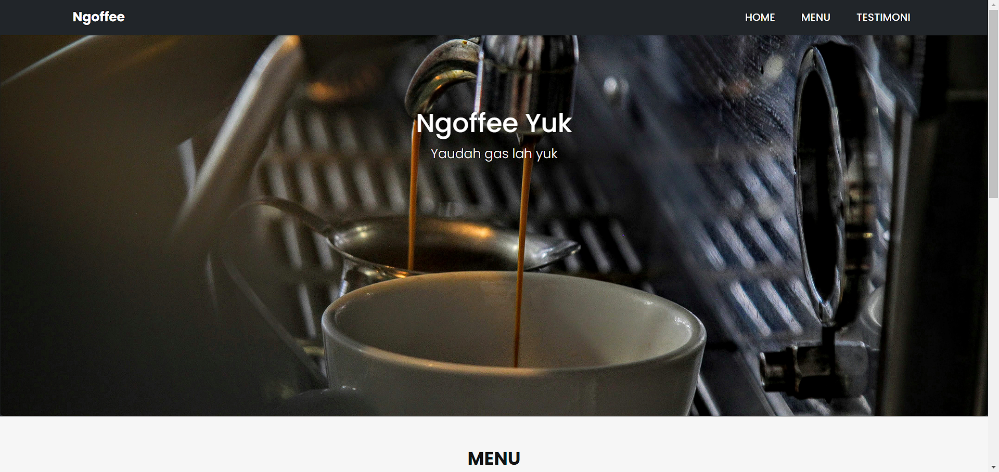 Ngoffee
HOME MENU TESTIMONI
Ngoffee Yuk
Yaudah gas lah yuk
MENU